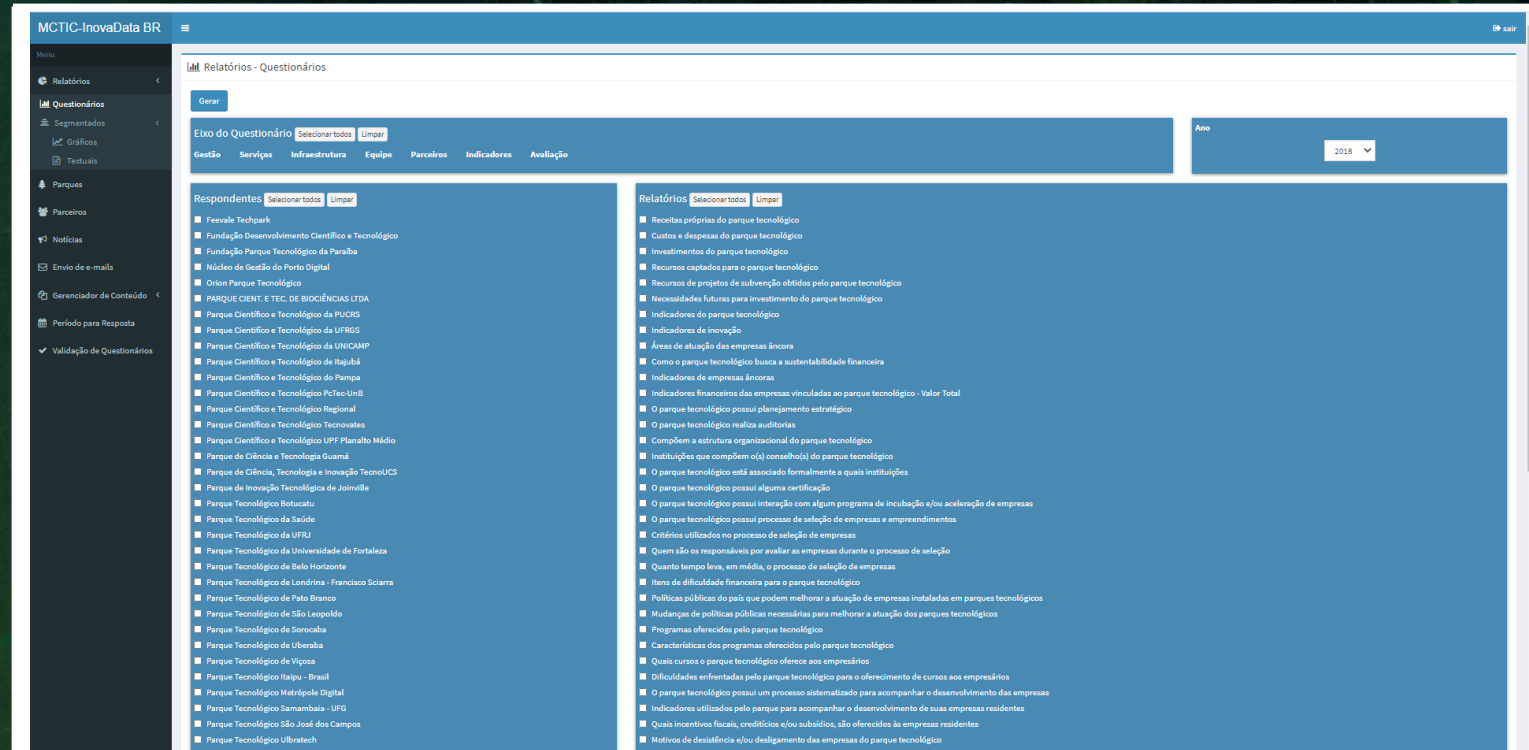 MCTIC-InovaData BR
sair
Menu
Relatórios
Questionários
Segmentados
Gráficos
Textuais
Parques
Parceiros
Notícias
Envio de e-mails
Gerenciador de Conteúdo
Período para Resposta
Validação de Questionários
Relatórios - Questionários
Gerar
Eixo do Questionário Selecionar todos Limpar
Gestão Serviços Infraestrutura Equipe Parceiros Indicadores Avaliação
Ano
2018
Respondentes Selecionar todos Limpar
Feevale Techpark
Fundação Desenvolvimento Científico e Tecnológico
Fundação Parque Tecnológico da Paraíba
Núcleo de Gestão do Porto Digital
Orion Parque Tecnológico
PARQUE CIENT. E TEC. DE BIOCIÊNCIAS LTDA
Parque Científico e Tecnológico da PUCRS
Parque Científico e Tecnológico da UFRGS
Parque Científico e Tecnológico da UNICAMP
Parque Científico e Tecnológico de Itajubá
Parque Científico e Tecnológico do Pampa
Parque Científico e Tecnológico PcTec-UnB
Parque Científico e Tecnológico Regional
Parque Científico e Tecnológico Tecnovates
Parque Científico e Tecnológico UPF Planalto Médio
Parque de Ciência e Tecnologia Guamá
Parque de Ciência, Tecnologia e Inovação TecnoUCS
Parque de Inovação Tecnológica de Joinville
Parque Tecnológico Botucatu
Parque Tecnológico da Saúde
Parque Tecnológico da UFRJ
Parque Tecnológico da Universidade de Fortaleza
Parque Tecnológico de Belo Horizonte
Parque Tecnológico de Londrina - Francisco Sciarra
Parque Tecnológico de Pato Branco
Parque Tecnológico de São Leopoldo
Parque Tecnológico de Sorocaba
Parque Tecnológico de Uberaba
Parque Tecnológico de Viçosa
Parque Tecnológico Itaipu - Brasil
Parque Tecnológico Metrópole Digital
Parque Tecnológico Samambaia - UFG
Parque Tecnológico São José dos Campos
Parque Tecnológico Ulbratech
Relatórios Selecionar todos Limpar
Receitas próprias do parque tecnológico
Custos e despesas do parque tecnológico
Investimentos do parque tecnológico
Recursos captados para o parque tecnológico
Recursos de projetos de subvenção obtidos pelo parque tecnológico
Necessidades futuras para investimento do parque tecnológico
Indicadores do parque tecnológico
Indicadores de inovação
Áreas de atuação das empresas âncora
Como o parque tecnológico busca a sustentabilidade financeira
Indicadores de empresas âncoras
Indicadores financeiros das empresas vinculadas ao parque tecnológico - Valor Total
O parque tecnológico possui planejamento estratégico
O parque tecnológico realiza auditorias
Compõem a estrutura organizacional do parque tecnológico
Instituições que compõem o(s) conselho(s) do parque tecnológico
O parque tecnológico está associado formalmente a quais instituições
O parque tecnológico possui alguma certificação
O parque tecnológico possui interação com algum programa de incubação e/ou aceleração de empresas
O parque tecnológico possui processo de seleção de empresas e empreendimentos
Critérios utilizados no processo de seleção de empresas
Quem são os responsáveis por avaliar as empresas durante o processo de seleção
Quanto tempo leva, em média, o processo de seleção de empresas
Itens de dificuldade financeira para o parque tecnológico
Políticas públicas do país que podem melhorar a atuação de empresas instaladas em parques tecnológicos
Mudanças de políticas públicas necessárias para melhorar a atuação dos parques tecnológicos
Programas oferecidos pelo parque tecnológico
Características dos programas oferecidos pelo parque tecnológico
Quais cursos o parque tecnológico oferece aos empresários
Dificuldades enfrentadas pelo parque tecnológico para o oferecimento de cursos aos empresários
O parque tecnológico possui um processo sistematizado para acompanhar o desenvolvimento das empresas
Indicadores utilizados pelo parque para acompanhar o desenvolvimento de suas empresas residentes
Quais incentivos fiscais, creditícios e/ou subsídios, são oferecidos às empresas residentes
Motivos de desistência e/ou desligamento das empresas do parque tecnológico